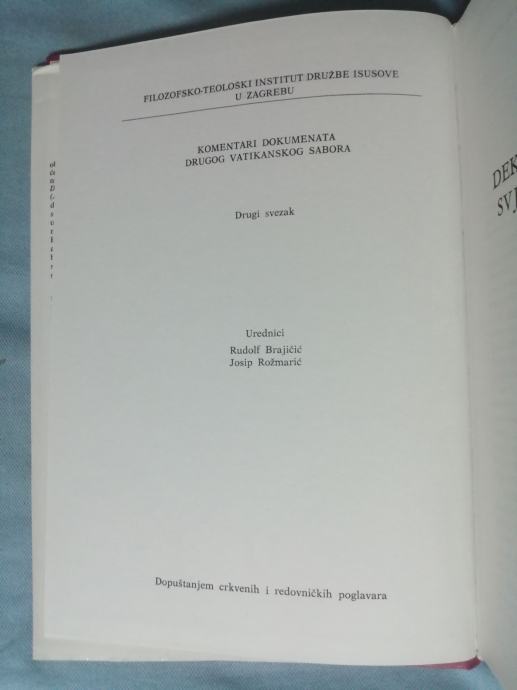 FILOZOFSKO-TEOLOŠKI INSTITUT DRUŽBE ISUSOVE
U ZAGREBU
KOMENTARI DOKUMENATA
DRUGOG VATIKANSKOG SABORA
Drugi svezak
Urednici
Rudolf Brajičić
Josip Rožmarić
Dopuštanjem crkvenih i redovničkih poglavara